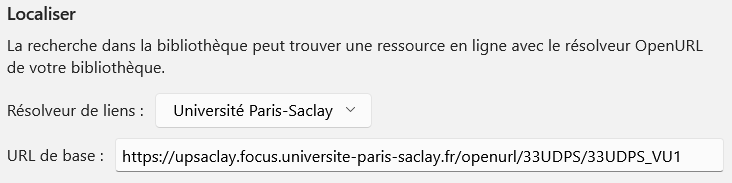 Localiser
La recherche dans la bibliothèque peut trouver une ressource en ligne avec le résolveur OpenURL
de votre bibliothèque.
Résolveur de liens : Université Paris-Saclay
URL de base : https://upsaclay.focus.universite-paris-saclay.fr/openurl/33UDPS/33UDPS_VU1